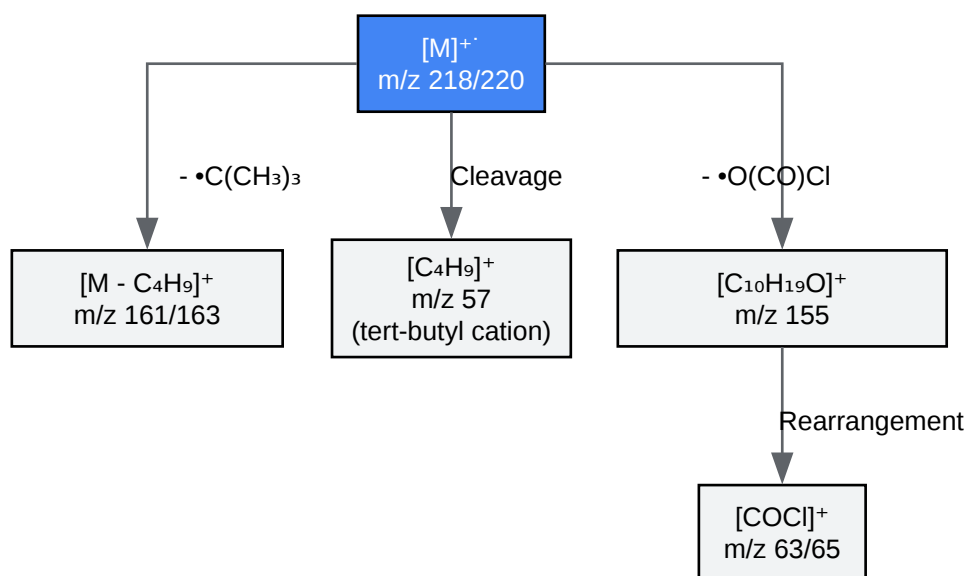 [M]⁺˙
m/z 218/220
- •C(CH₃)₃
Cleavage
- •O(CO)Cl
[M - C₄H₉]⁺
m/z 161/163
[C₄H₉]⁺
m/z 57
(tert-butyl cation)
[C₁₀H₁₉O]⁺
m/z 155
Rearrangement
[COCl]⁺
m/z 63/65